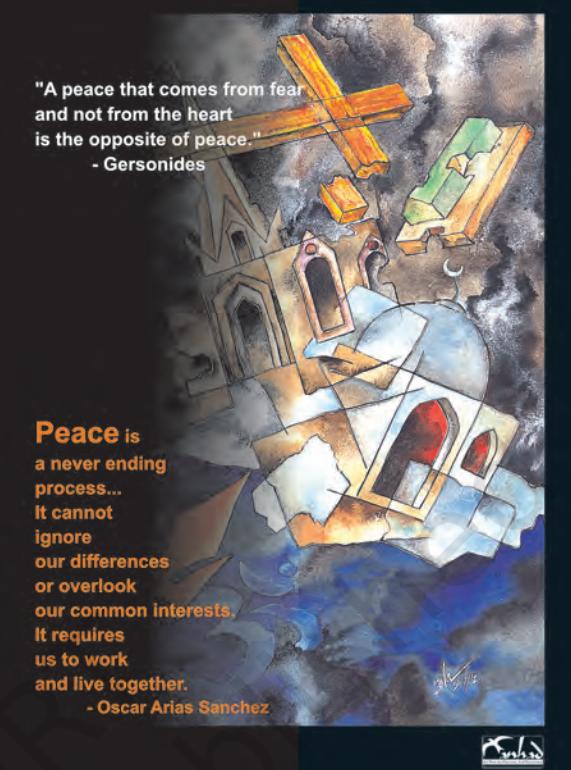 "A peace that comes from fear
and not from the heart
is the opposite of peace."
- Gersonides
Peace is
a never ending
process...
It cannot
ignore
our differences
or overlook
our common interests.
It requires
us to work
and live together.
- Oscar Arias Sanchez